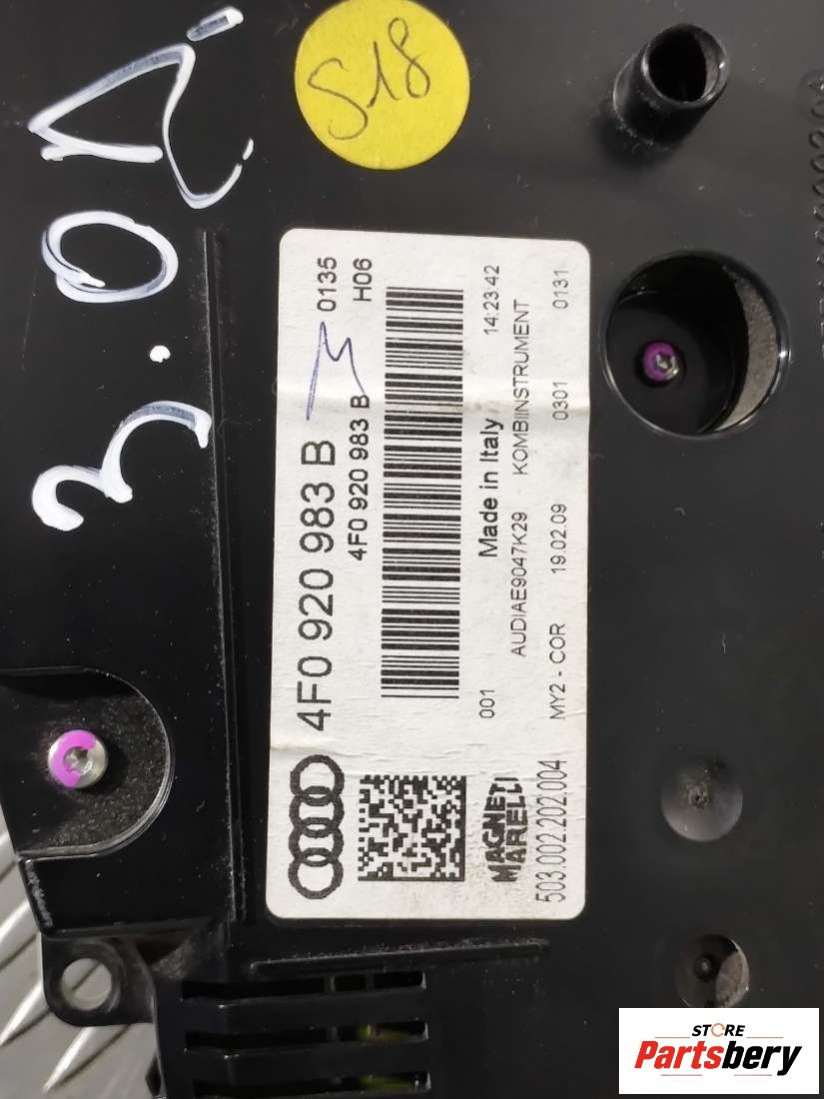 3.0D.
S18
4F0 920 983 B
0135
4F0 920 983 B
H06
001
Made in Italy
14:23:42
AUDIAE9047K29
KOMBIINSTRUMENT
MY2 - COR
19.02.09
0301
0131
MAGNETI
MARELLI
503.002.202.004
STORE
Partsbery